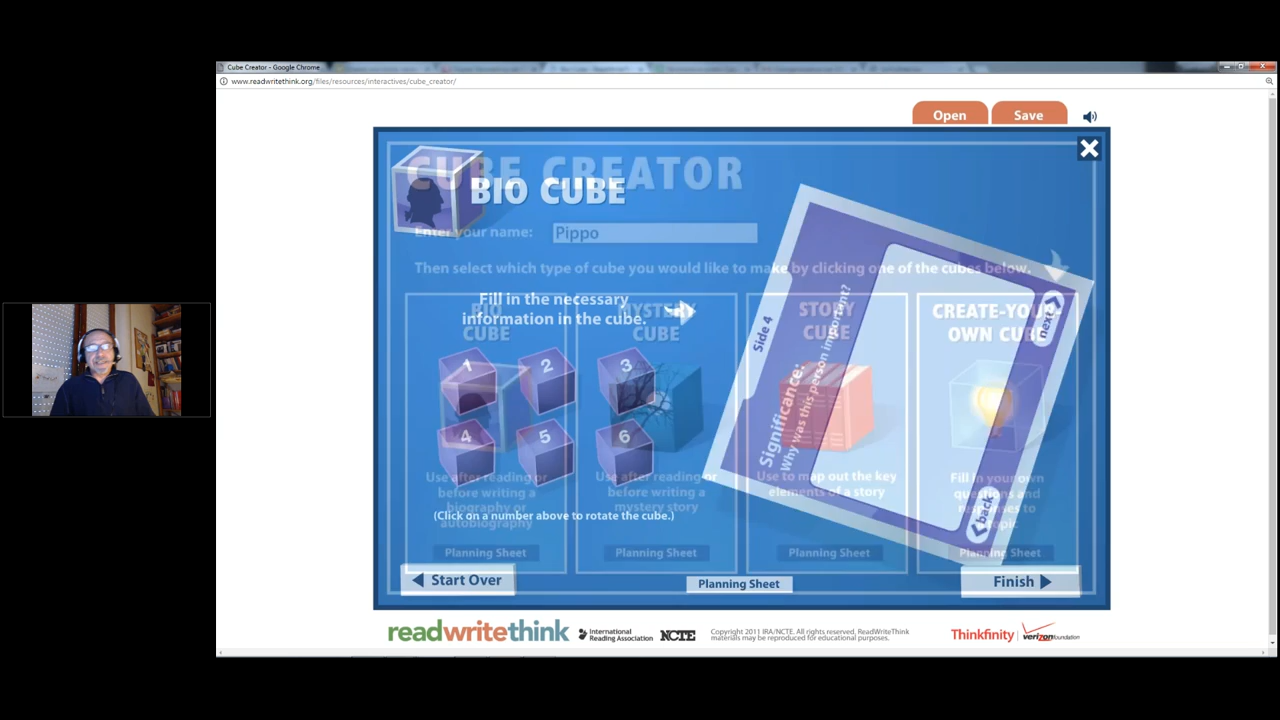 Cube Creator - Google Chrome
www.readwritethink.org/files/resources/interactives/cube_creator/
Open
Save
CUBE CREATOR
BIO CUBE
Enter your name:
Pippo
Then select which type of cube you would like to make by clicking one of the cubes below.
Fill in the necessary
information in the cube.
BIO
CUBE
MYSTERY
CUBE
STORY
CUBE
CREATE-YOUR-
OWN CUBE
1
2
3
4
5
6
Side 4
Significance:
Why was this person important?
next
back
Use after reading or
before writing a
biography or
autobiography
Use after reading or
before writing a
mystery story
Use to map out the key
elements of a story
Fill in your own
questions and
responses to
topic
(Click on a number above to rotate the cube.)
Planning Sheet
Planning Sheet
Planning Sheet
Planning Sheet
Start Over
Planning Sheet
Finish
readwritethink
International
Reading Association
NCTE
Copyright 2011 IRA/NCTE. All rights reserved, ReadWriteThink
materials may be reproduced for educational purposes.
Thinkfinity
verizon foundation